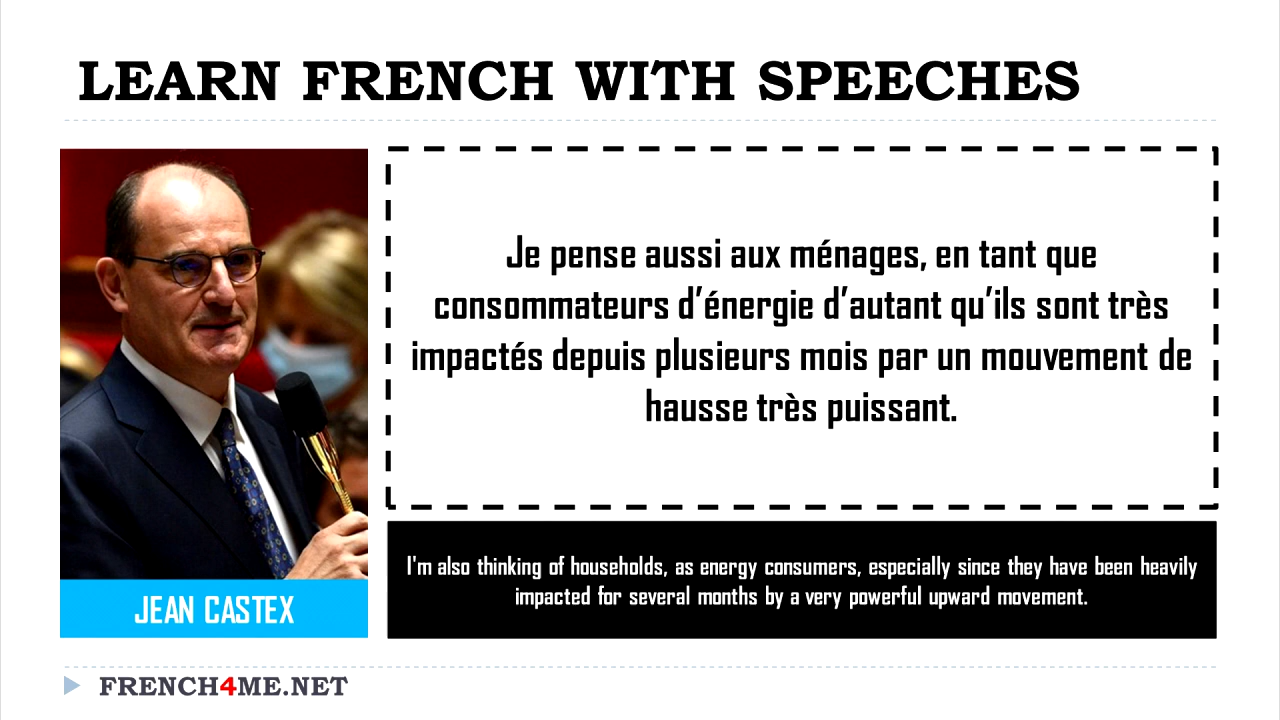 LEARN FRENCH WITH SPEECHES
Je pense aussi aux ménages, en tant que
consommateurs d’énergie d’autant qu’ils sont très
impactés depuis plusieurs mois par un mouvement de
hausse très puissant.
I'm also thinking of households, as energy consumers, especially since they have been heavily
impacted for several months by a very powerful upward movement.
JEAN CASTEX
FRENCH4ME.NET